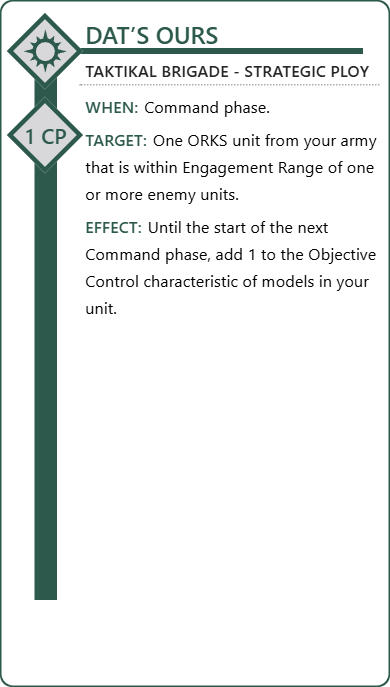 DAT’S OURS
TAKTIKAL BRIGADE - STRATEGIC PLOY
1 CP
WHEN: Command phase.
TARGET: One ORKS unit from your army
that is within Engagement Range of one
or more enemy units.
EFFECT: Until the start of the next
Command phase, add 1 to the Objective
Control characteristic of models in your
unit.